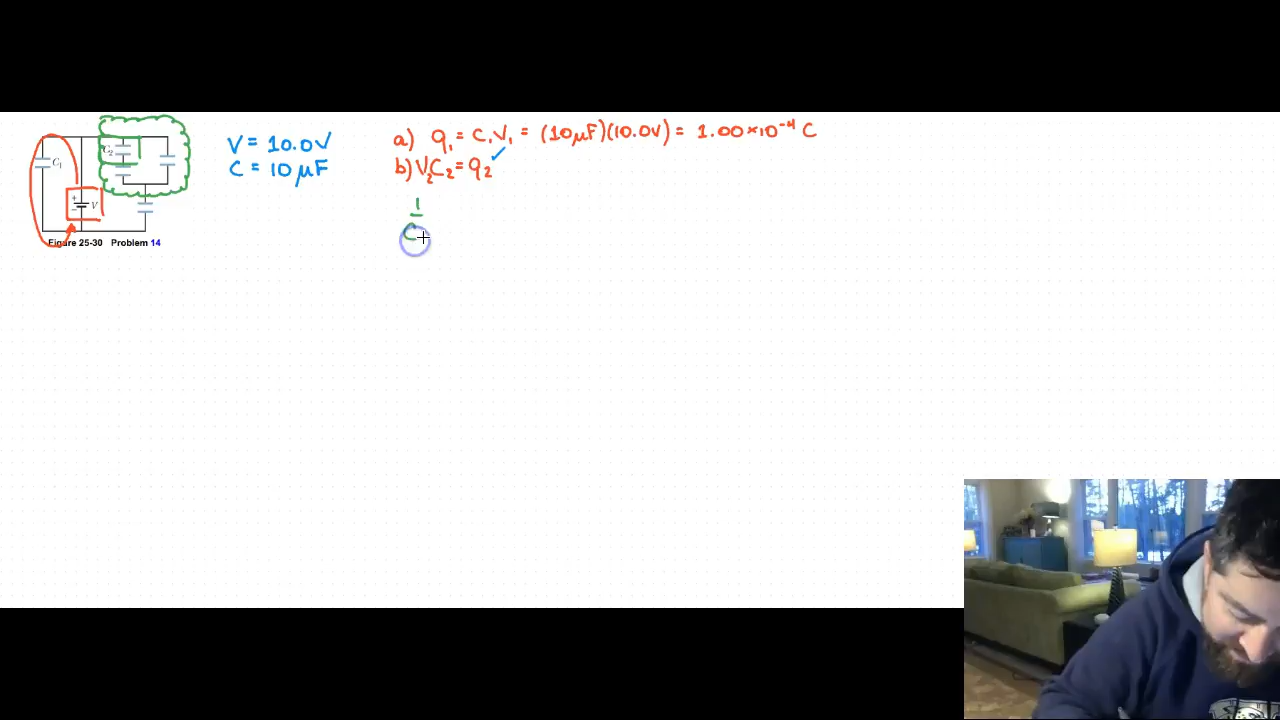 C₁
C₂
+
−
V
Figure 25-30 Problem 14
V = 10.0V
C = 10 μF
a) q₁ = C₁V₁ = (10μF)(10.0V) = 1.00×10⁻⁴ C
b) V₂C₂ = q₂ ✓
1
C